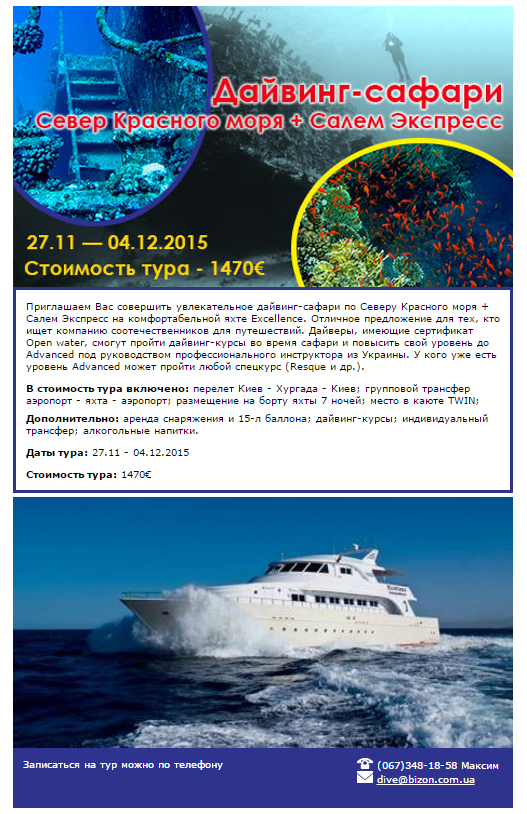 Дайвинг-сафари
Север Красного моря + Салем Экспресс
27.11 — 04.12.2015
Стоимость тура - 1470€
Приглашаем Вас совершить увлекательное дайвинг-сафари по Северу Красного моря +
Салем Экспресс на комфортабельной яхте Excellence. Отличное предложение для тех, кто
ищет компанию соотечественников для путешествий. Дайверы, имеющие сертификат
Open water, смогут пройти дайвинг-курсы во время сафари и повысить свой уровень до
Advanced под руководством профессионального инструктора из Украины. У кого уже есть
уровень Advanced может пройти любой спецкурс (Resque и др.).
В стоимость тура включено: перелет Киев - Хургада - Киев; групповой трансфер
аэропорт - яхта - аэропорт; размещение на борту яхты 7 ночей; место в каюте TWIN;
Дополнительно: аренда снаряжения и 15-л баллона; дайвинг-курсы; индивидуальный
трансфер; алкогольные напитки.
Даты тура: 27.11 - 04.12.2015
Стоимость тура: 1470€
Записаться на тур можно по телефону
(067)348-18-58 Максим
dive@bizon.com.ua